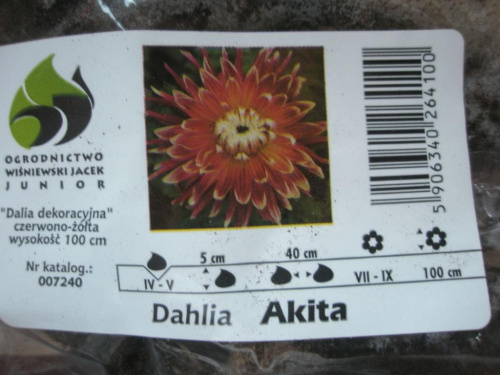 OGRODNICTWO
WIŚNIEWSKI JACEK
JUNIOR
"Dalia dekoracyjna"
czerwono-żółta
wysokość 100 cm
Nr katalog.:
007240
5 906340 264100
5 cm
40 cm
IV - V
VII - IX
100 cm
Dahlia Akita